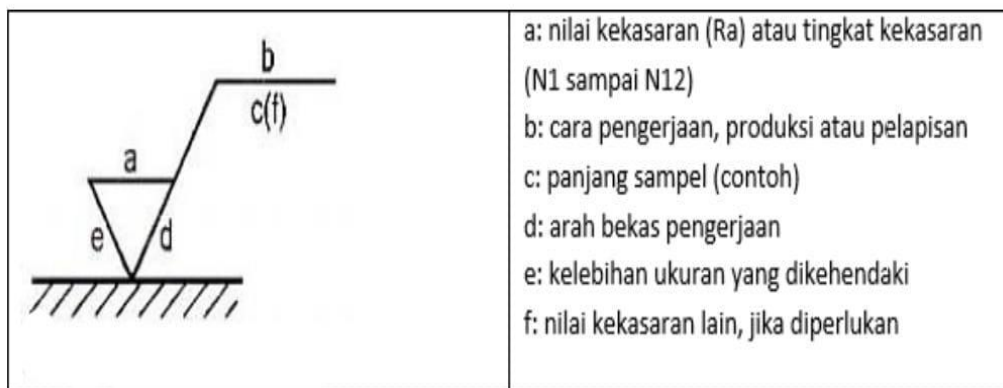 b
c(f)
a
e d
a: nilai kekasaran (Ra) atau tingkat kekasaran
(N1 sampai N12)
b: cara pengerjaan, produksi atau pelapisan
c: panjang sampel (contoh)
d: arah bekas pengerjaan
e: kelebihan ukuran yang dikehendaki
f: nilai kekasaran lain, jika diperlukan